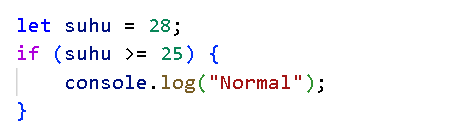 let suhu = 28;
if (suhu >= 25) {
    console.log("Normal");
}